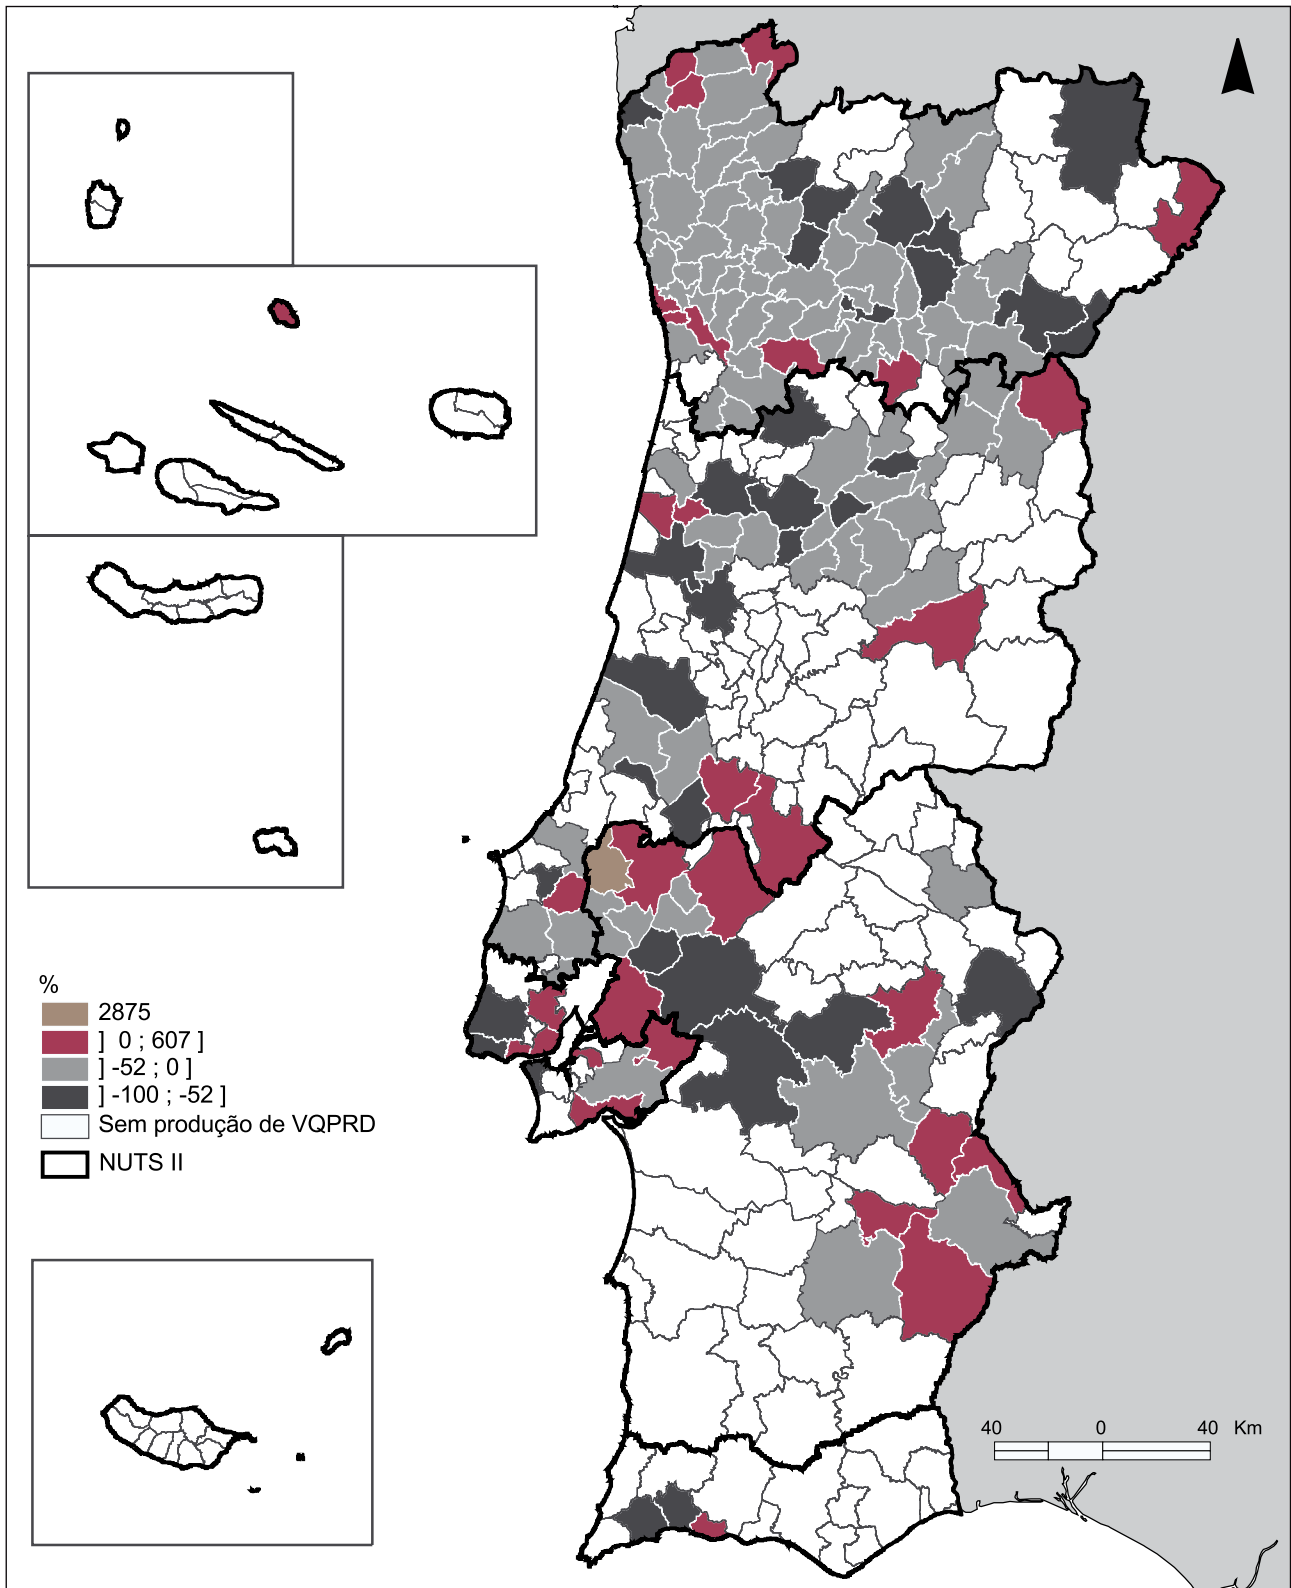 %
2875
] 0 ; 607 ]
] -52 ; 0 ]
] -100 ; -52 ]
Sem produção de VQPRD
NUTS II
40 0 40 Km